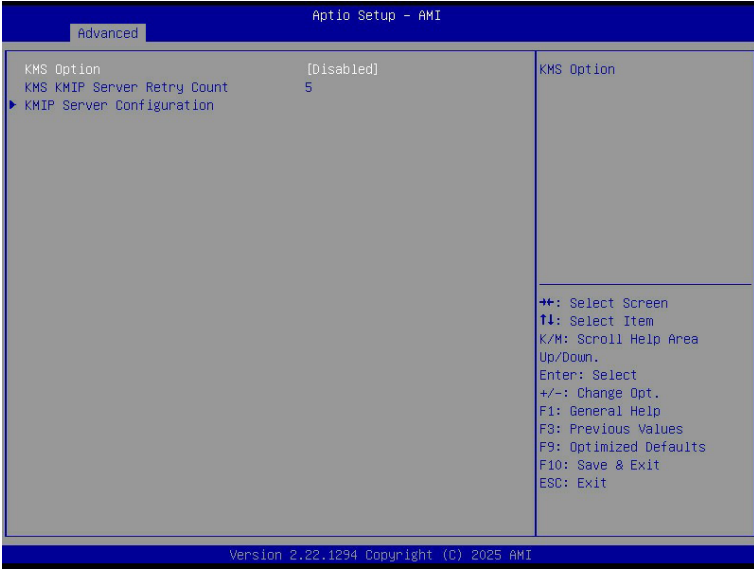 Aptio Setup – AMI
Advanced
KMS Option [Disabled]
KMS KMIP Server Retry Count 5
KMIP Server Configuration
KMS Option
→←: Select Screen
↑↓: Select Item
K/M: Scroll Help Area
Up/Down.
Enter: Select
+/-: Change Opt.
F1: General Help
F3: Previous Values
F9: Optimized Defaults
F10: Save & Exit
ESC: Exit
Version 2.22.1294 Copyright (C) 2025 AMI